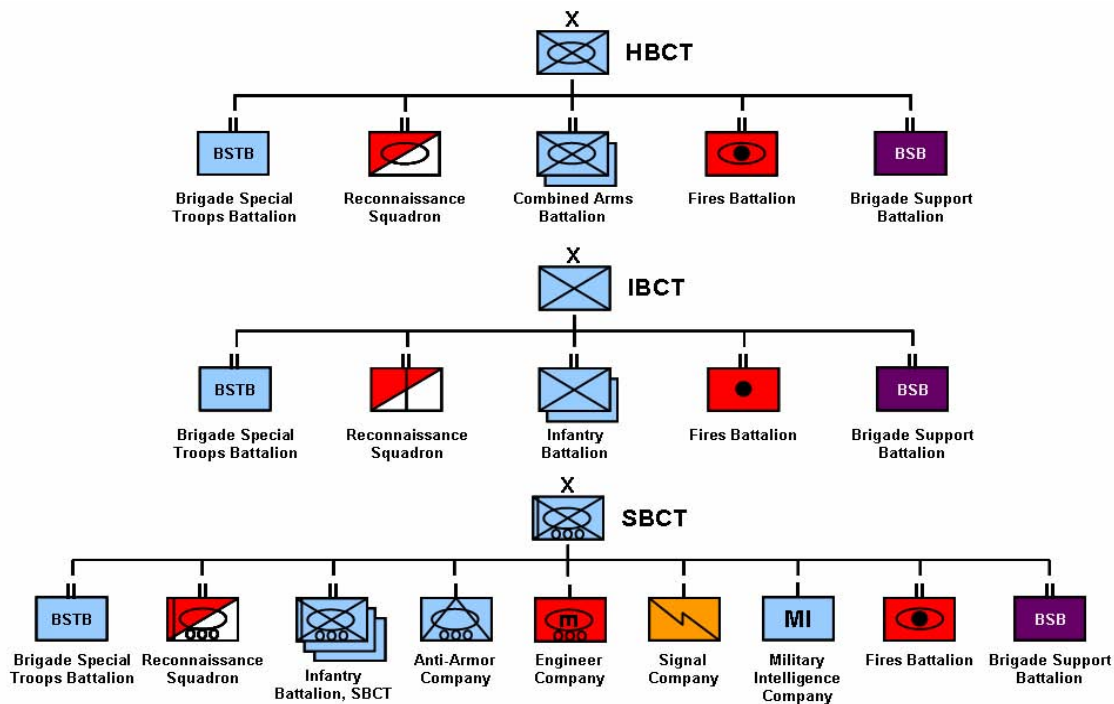 X
HBCT
BSTB
BSB
Brigade Special
Troops Battalion
Reconnaissance
Squadron
Combined Arms
Battalion
Fires Battalion
Brigade Support
Battalion
X
IBCT
BSTB
BSB
Brigade Special
Troops Battalion
Reconnaissance
Squadron
Infantry
Battalion
Fires Battalion
Brigade Support
Battalion
X
SBCT
BSTB
E
MI
BSB
Brigade Special
Troops Battalion
Reconnaissance
Squadron
Infantry
Battalion, SBCT
Anti-Armor
Company
Engineer
Company
Signal
Company
Military
Intelligence
Company
Fires Battalion
Brigade Support
Battalion